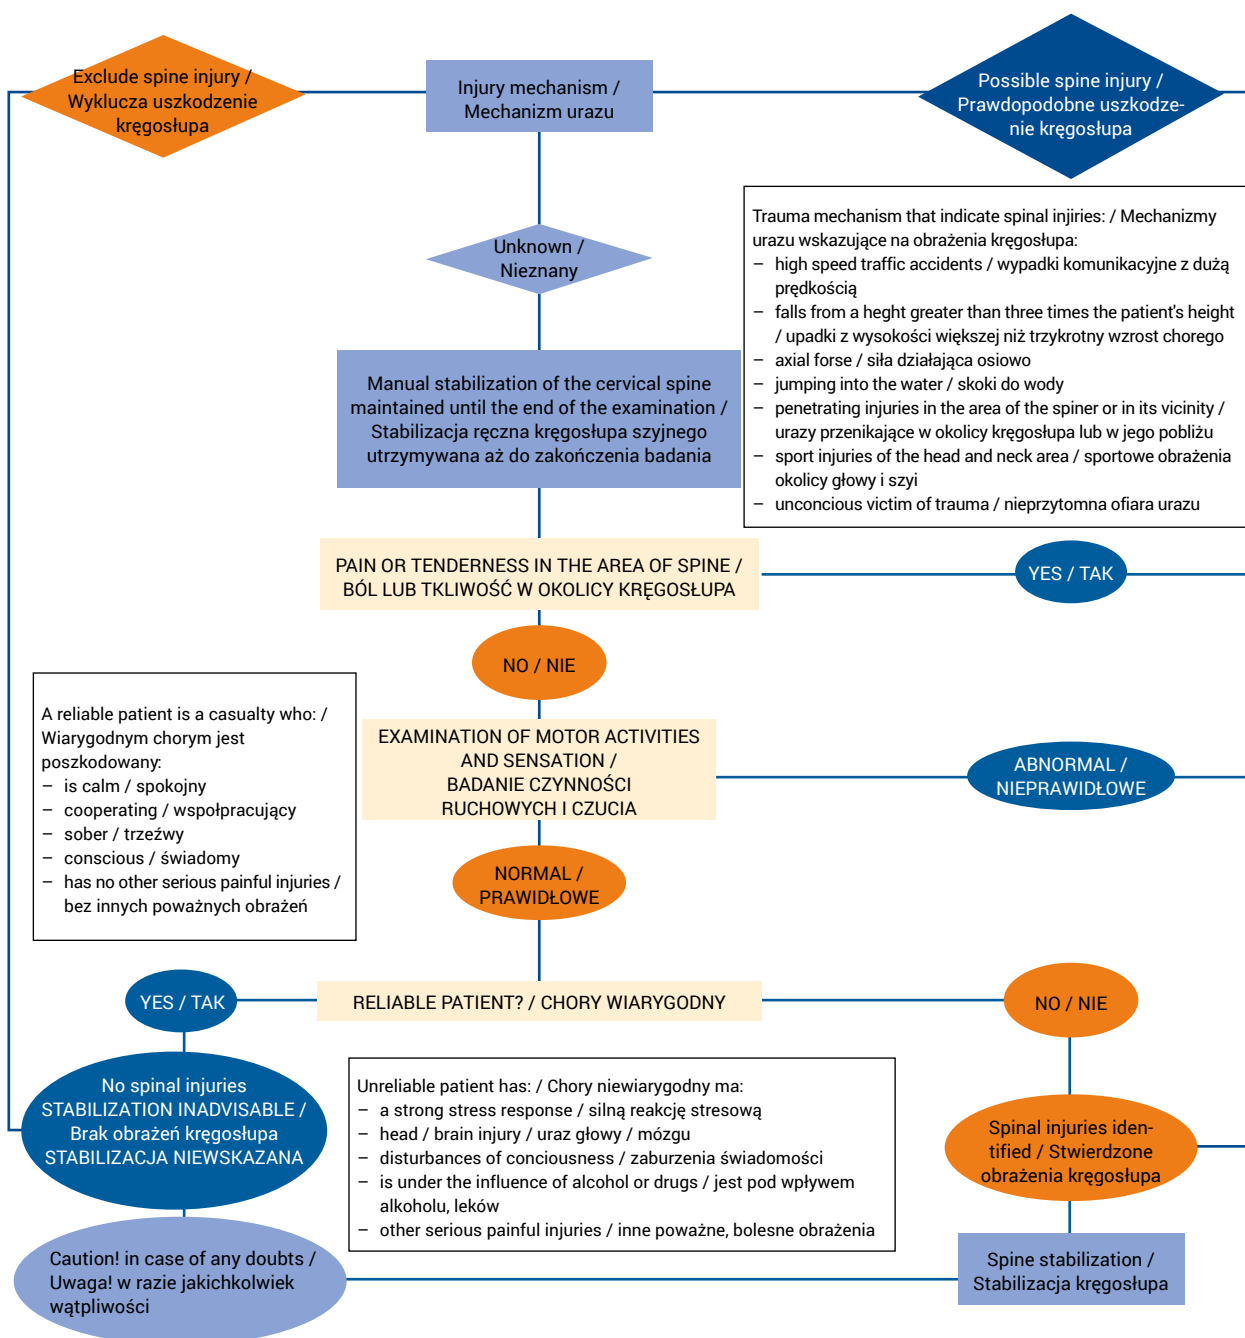 Exclude spine injury /
Wyklucza uszkodzenie
kręgosłupa
Injury mechanism /
Mechanizm urazu
Possible spine injury /
Prawdopodobne uszkodze-
nie kręgosłupa
Unknown /
Nieznany
Trauma mechanism that indicate spinal injiries: / Mechanizmy
urazu wskazujące na obrażenia kręgosłupa:
– high speed traffic accidents / wypadki komunikacyjne z dużą
prędkością
– falls from a heght greater than three times the patient's height
/ upadki z wysokości większej niż trzykrotny wzrost chorego
– axial forse / siła działająca osiowo
– jumping into the water / skoki do wody
– penetrating injuries in the area of the spiner or in its vicinity /
urazy przenikające w okolicy kręgosłupa lub w jego pobliżu
– sport injuries of the head and neck area / sportowe obrażenia
okolicy głowy i szyi
– unconcious victim of trauma / nieprzytomna ofiara urazu
Manual stabilization of the cervical spine
maintained until the end of the examination /
Stabilizacja ręczna kręgosłupa szyjnego
utrzymywana aż do zakończenia badania
PAIN OR TENDERNESS IN THE AREA OF SPINE /
BÓL LUB TKLIWOŚĆ W OKOLICY KRĘGOSŁUPA
YES / TAK
NO / NIE
A reliable patient is a casualty who: /
Wiarygodnym chorym jest
poszkodowany:
– is calm / spokojny
– cooperating / wspołpracujący
– sober / trzeźwy
– conscious / świadomy
– has no other serious painful injuries /
bez innych poważnych obrażeń
EXAMINATION OF MOTOR ACTIVITIES
AND SENSATION /
BADANIE CZYNNOŚCI
RUCHOWYCH I CZUCIA
ABNORMAL /
NIEPRAWIDŁOWE
NORMAL /
PRAWIDŁOWE
YES / TAK
RELIABLE PATIENT? / CHORY WIARYGODNY
NO / NIE
No spinal injuries
STABILIZATION INADVISABLE /
Brak obrażeń kręgosłupa
STABILIZACJA NIEWSKAZANA
Unreliable patient has: / Chory niewiarygodny ma:
– a strong stress response / silną reakcję stresową
– head / brain injury / uraz głowy / mózgu
– disturbances of conciousness / zaburzenia świadomości
– is under the influence of alcohol or drugs / jest pod wpływem
alkoholu, leków
– other serious painful injuries / inne poważne, bolesne obrażenia
Spinal injuries iden-
tified / Stwierdzone
obrażenia kręgosłupa
Caution! in case of any doubts /
Uwaga! w razie jakichkolwiek
wątpliwości
Spine stabilization /
Stabilizacja kręgosłupa